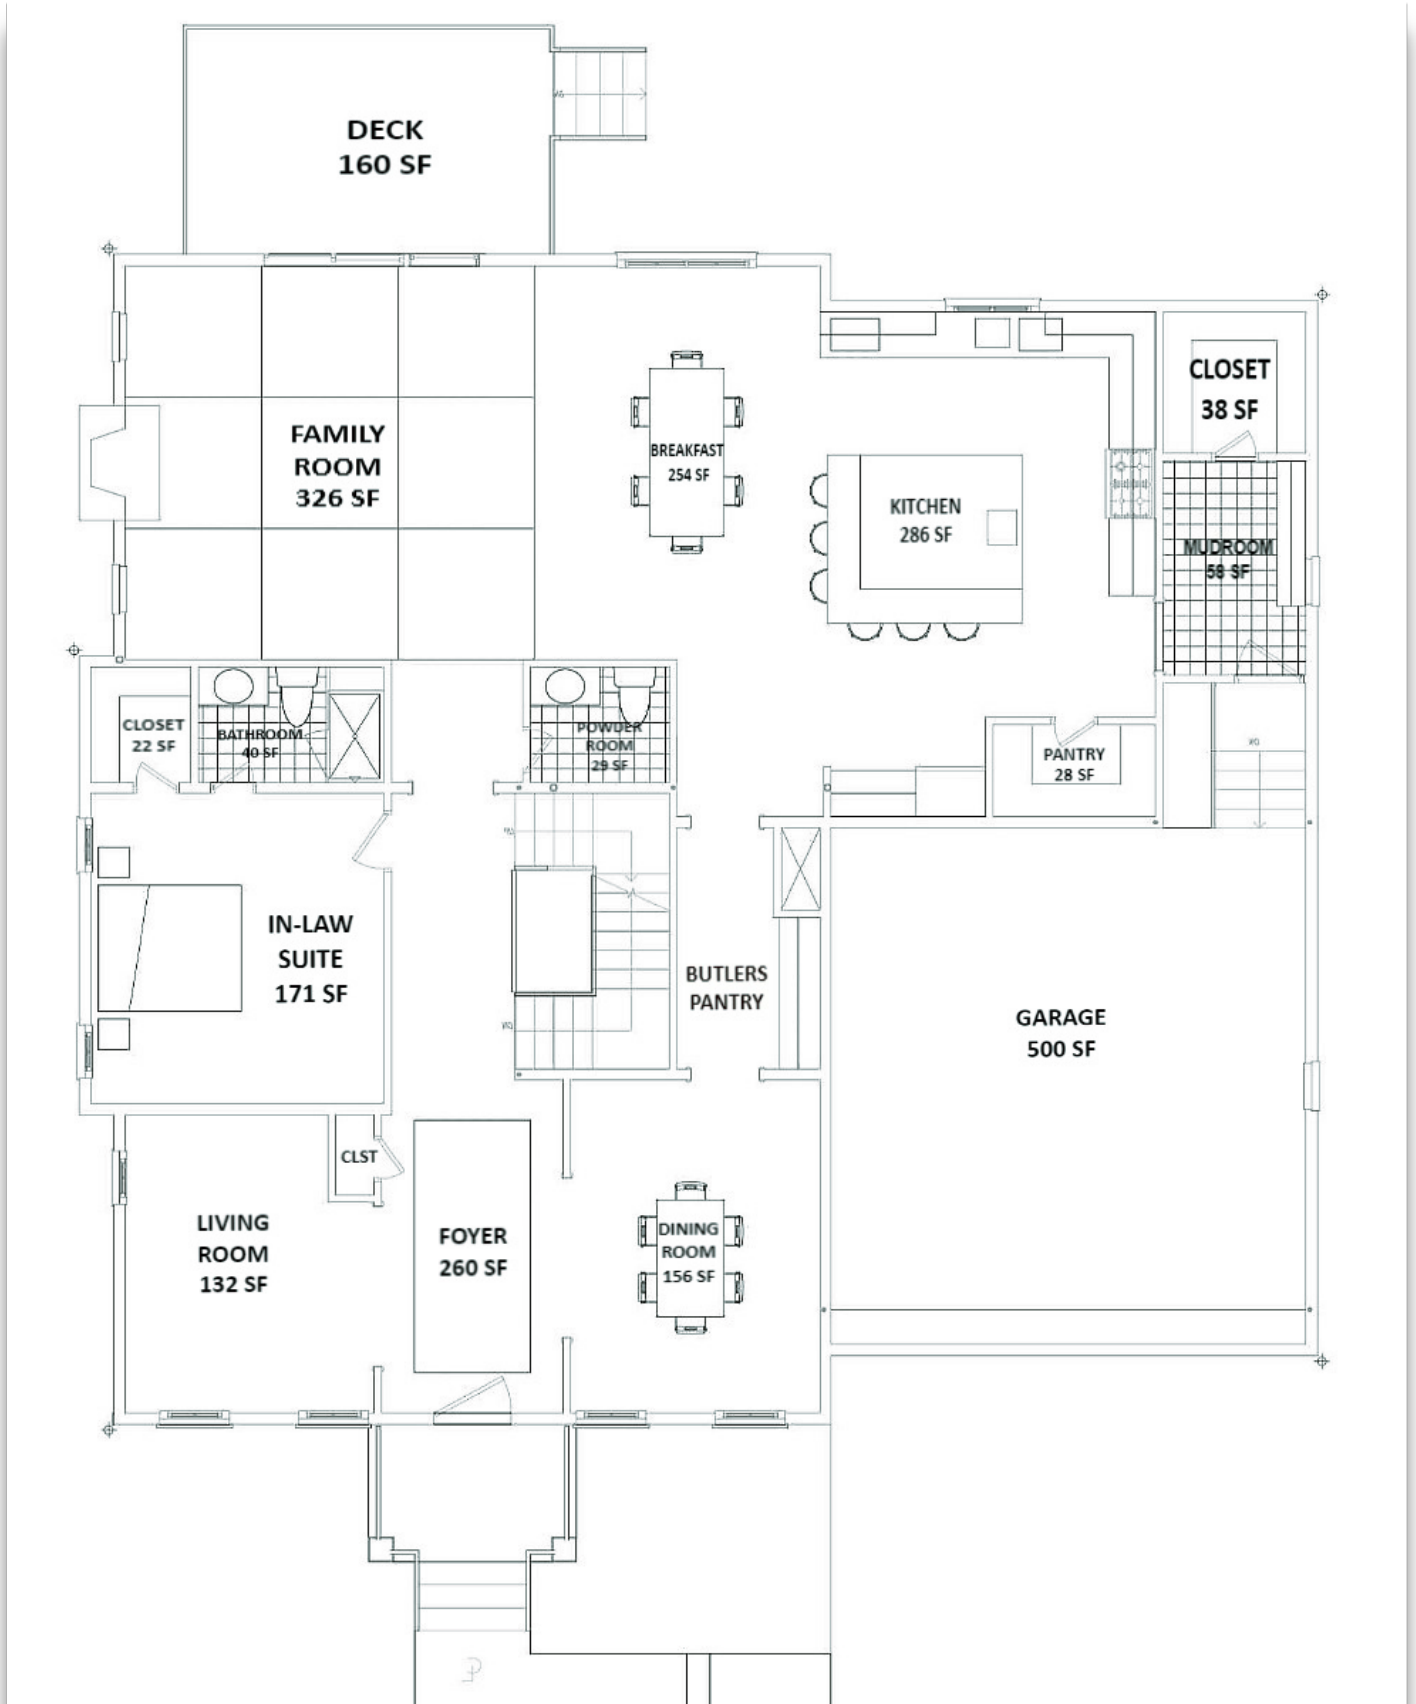 DECK
160 SF
FAMILY
ROOM
326 SF
BREAKFAST
254 SF
KITCHEN
286 SF
CLOSET
38 SF
MUDROOM
58 SF
CLOSET
22 SF
BATHROOM
40 SF
POWDER
ROOM
29 SF
PANTRY
28 SF
IN-LAW
SUITE
171 SF
BUTLERS
PANTRY
GARAGE
500 SF
CLST
LIVING
ROOM
132 SF
FOYER
260 SF
DINING
ROOM
156 SF